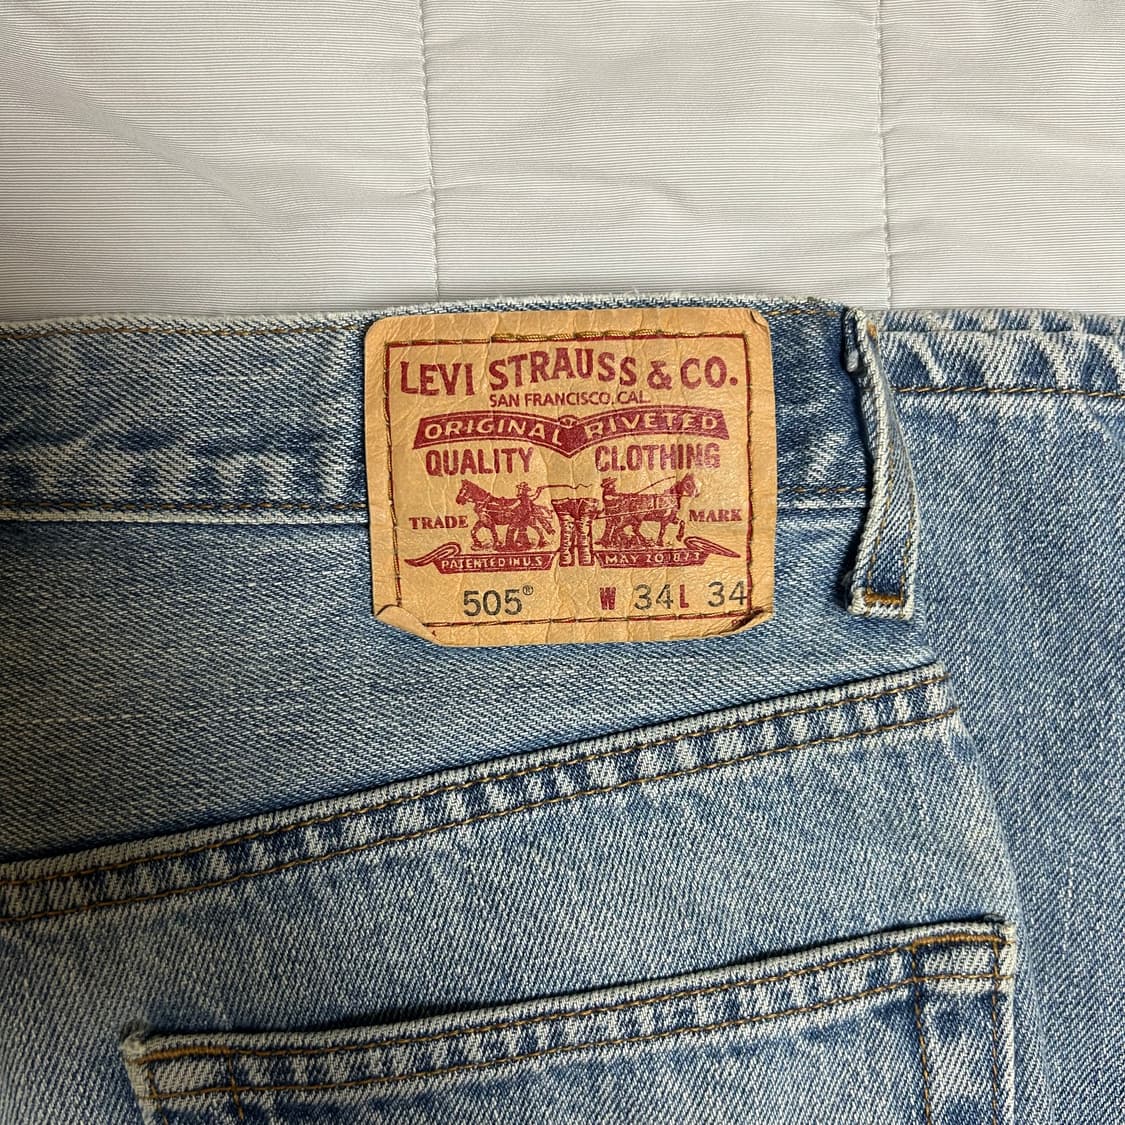 LEVI STRAUSS & CO.
SAN FRANCISCO, CAL.
ORIGINAL RIVETED
QUALITY CLOTHING
TRADE MARK
PATENTED IN U.S. MAY 20 1873
505® W 34 L 34